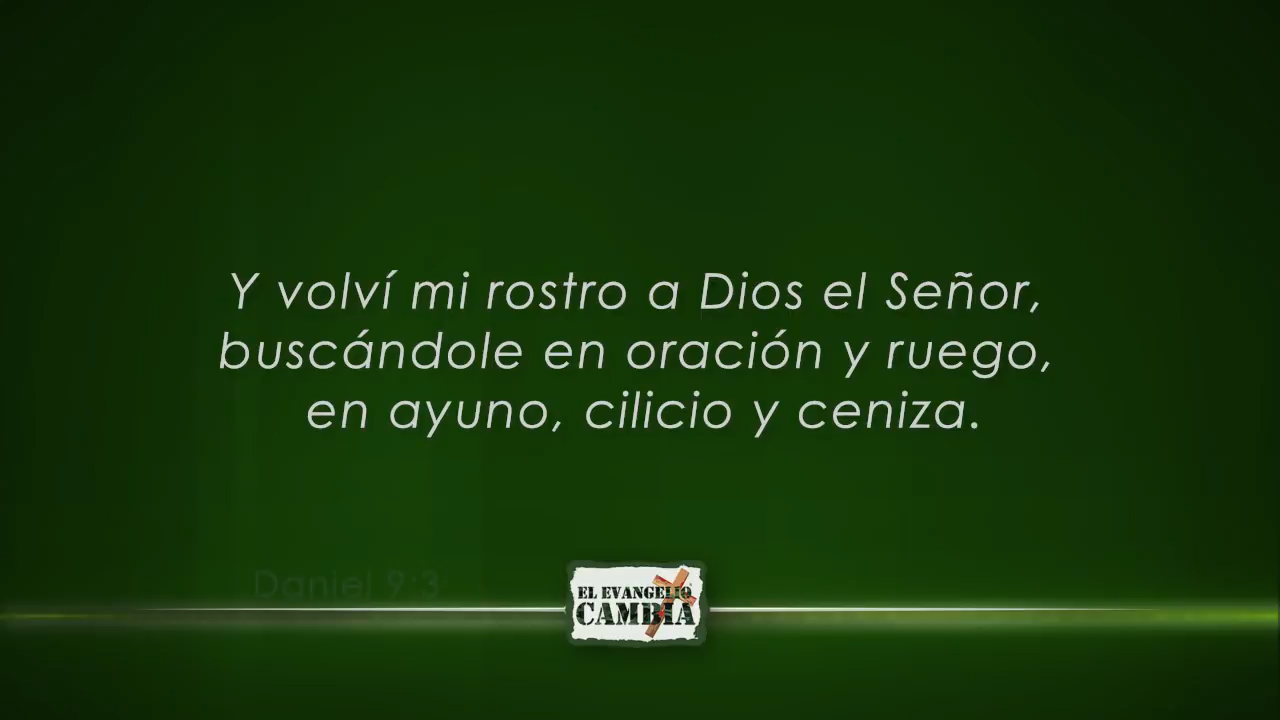 Y volví mi rostro a Dios el Señor,
buscándole en oración y ruego,
en ayuno, cilicio y ceniza.
Daniel 9:3
EL EVANGELIO
CAMBIA